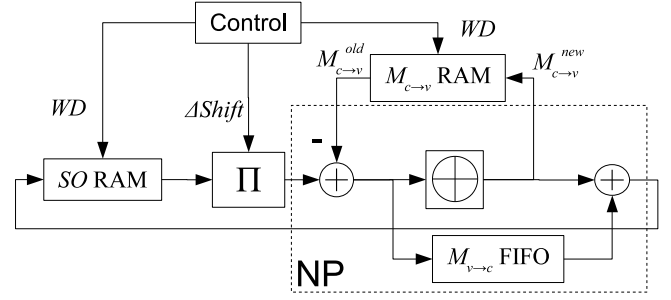 Control
WD
WD
ΔShift
M_{c→v}^{old}
M_{c→v} RAM
M_{c→v}^{new}
-
SO RAM
Π
+
⊕
+
M_{v→c} FIFO
NP